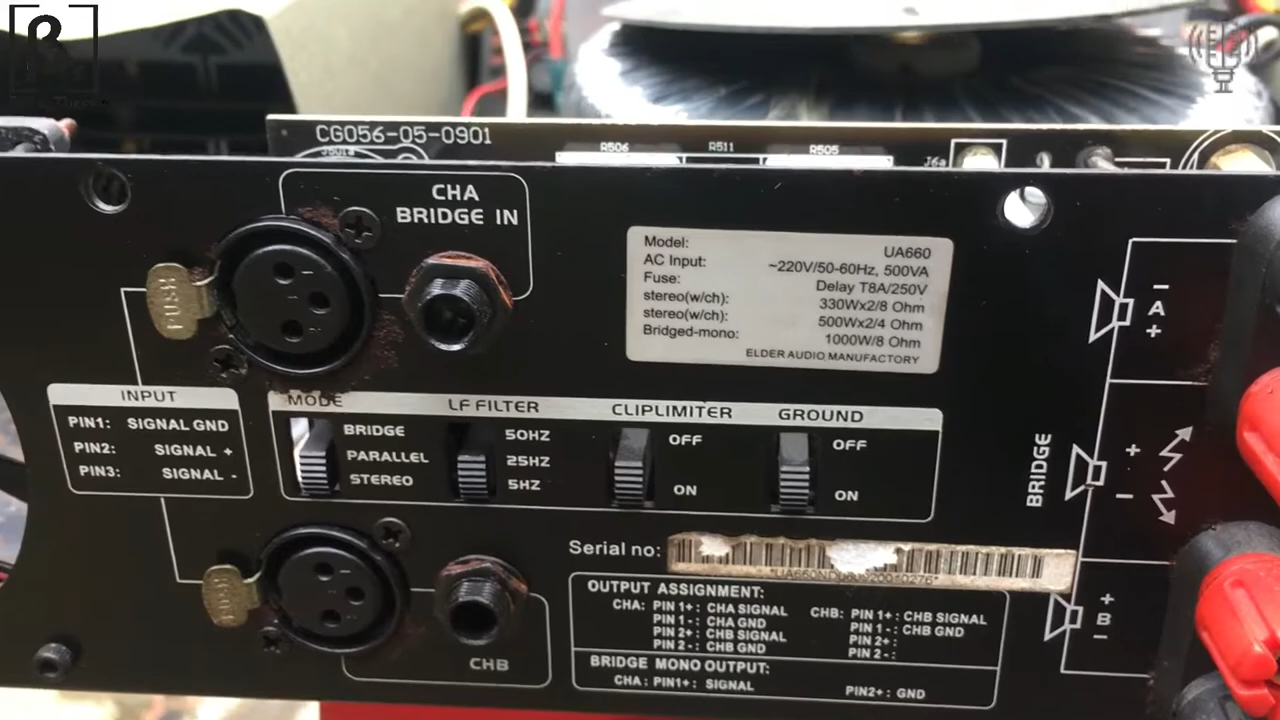 CG056-05-0901
R506
R511
R505
J6a
CHA
BRIDGE IN
PUSH
Model: UA660
AC Input: ~220V/50-60Hz, 500VA
Fuse: Delay T8A/250V
stereo(w/ch): 330Wx2/8 Ohm
stereo(w/ch): 500Wx2/4 Ohm
Bridged-mono: 1000W/8 Ohm
ELDER AUDIO MANUFACTORY
- A +
INPUT
PIN1: SIGNAL GND
PIN2: SIGNAL +
PIN3: SIGNAL -
MODE
BRIDGE
PARALLEL
STEREO
LF FILTER
50HZ
25HZ
5HZ
CLIPLIMITER
OFF
ON
GROUND
OFF
ON
BRIDGE
+
-
Serial no:
PUSH
CHB
OUTPUT ASSIGNMENT:
CHA: PIN 1+: CHA SIGNAL
PIN 1-: CHA GND
PIN 2+: CHB SIGNAL
PIN 2-: CHB GND
CHB: PIN 1+: CHB SIGNAL
PIN 1-: CHB GND
PIN 2+:
PIN 2-:
BRIDGE MONO OUTPUT:
CHA: PIN1+: SIGNAL PIN2+: GND
+ B -